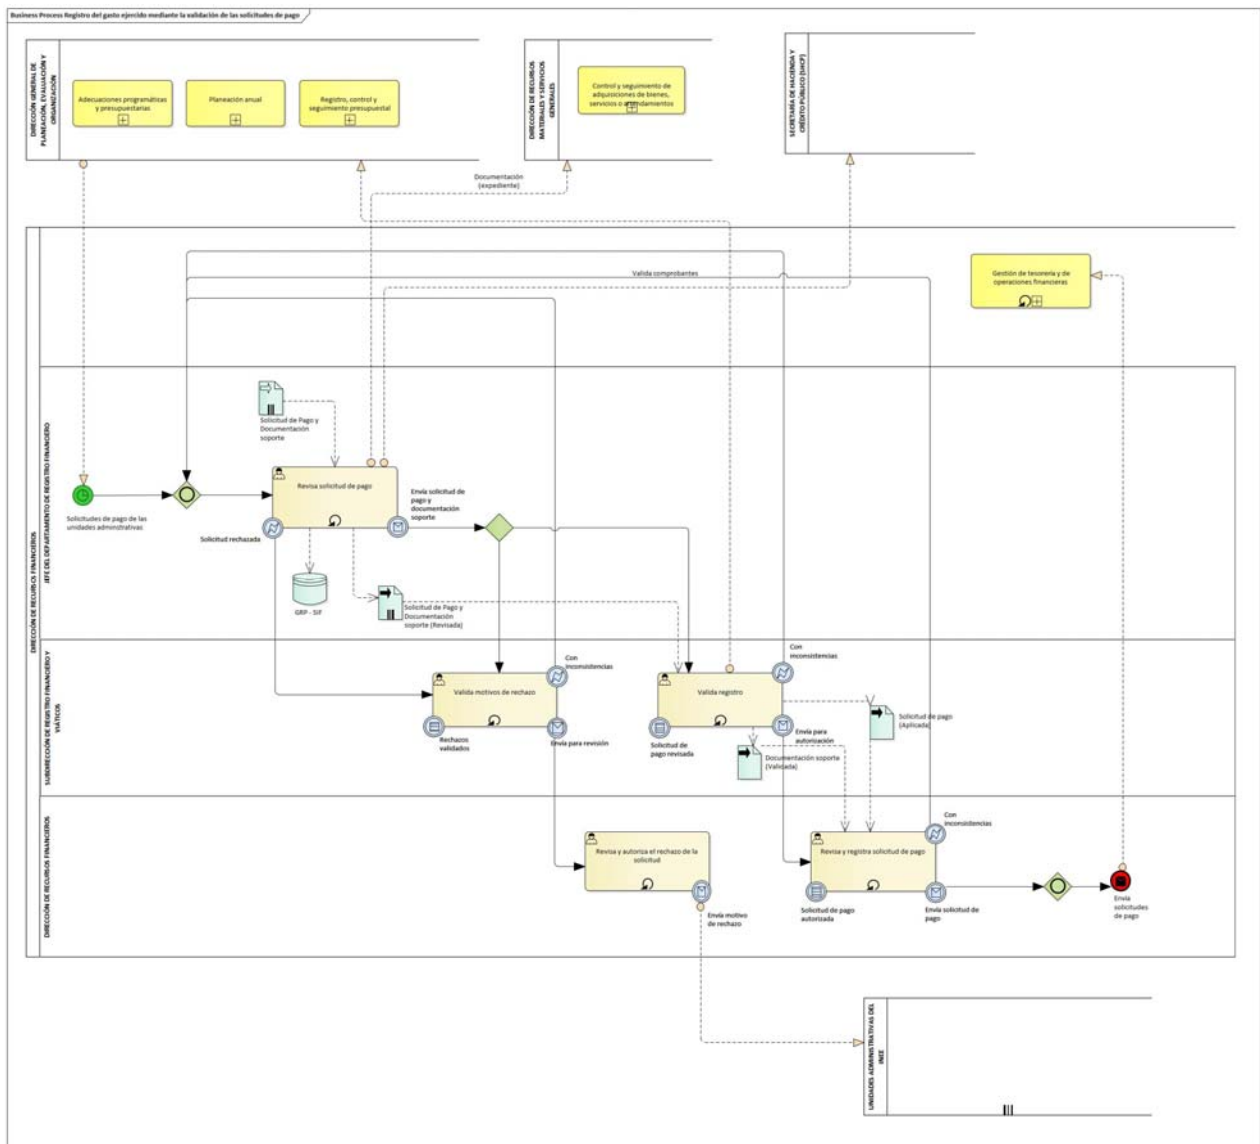 Business Process Registro del gasto ejercido mediante la validación de las solicitudes de pago
DIRECCIÓN GENERAL DE
PLANEACIÓN, EVALUACIÓN Y
ORGANIZACIÓN
Adecuaciones programáticas
y presupuestarias
Planeación anual
Registro, control y
seguimiento presupuestal
DIRECCIÓN DE RECURSOS
MATERIALES Y SERVICIOS
GENERALES
Control y seguimiento de
adquisiciones de bienes,
servicios o arrendamientos
SECRETARÍA DE HACIENDA Y
CRÉDITO PÚBLICO (SHCP)
Documentación
(expediente)
Valida comprobantes
Gestión de tesorería y de
operaciones financieras
DIRECCIÓN DE RECURSOS FINANCIEROS
JEFE DEL DEPARTAMENTO DE REGISTRO FINANCIERO
Solicitud de Pago y
Documentación
soporte
Revisa solicitud de pago
Envía solicitud de
pago y
documentación
soporte
Solicitudes de pago de las
unidades adminstrativas
Solicitud rechazada
GRP - SIF
Solicitud de Pago y
Documentación
soporte (Revisada)
SUBDIRECCIÓN DE REGISTRO FINANCIERO Y
VIÁTICOS
Con
inconsistencias
Valida motivos de rechazo
Rechazos
validados
Envía para revisión
Con
inconsistencias
Valida registro
Solicitud de
pago revisada
Envía para
autorización
Solicitud de pago
(Aplicada)
Documentación soporte
(Validada)
DIRECCIÓN DE RECURSOS FINANCIEROS
Revisa y autoriza el rechazo de la
solicitud
Envía motivo
de rechazo
Con
inconsistencias
Revisa y registra solicitud de pago
Solicitud de pago
autorizada
Envía solicitud de
pago
Envía
solicitudes
de pago
UNIDADES ADMINISTRATIVAS DEL
INEE